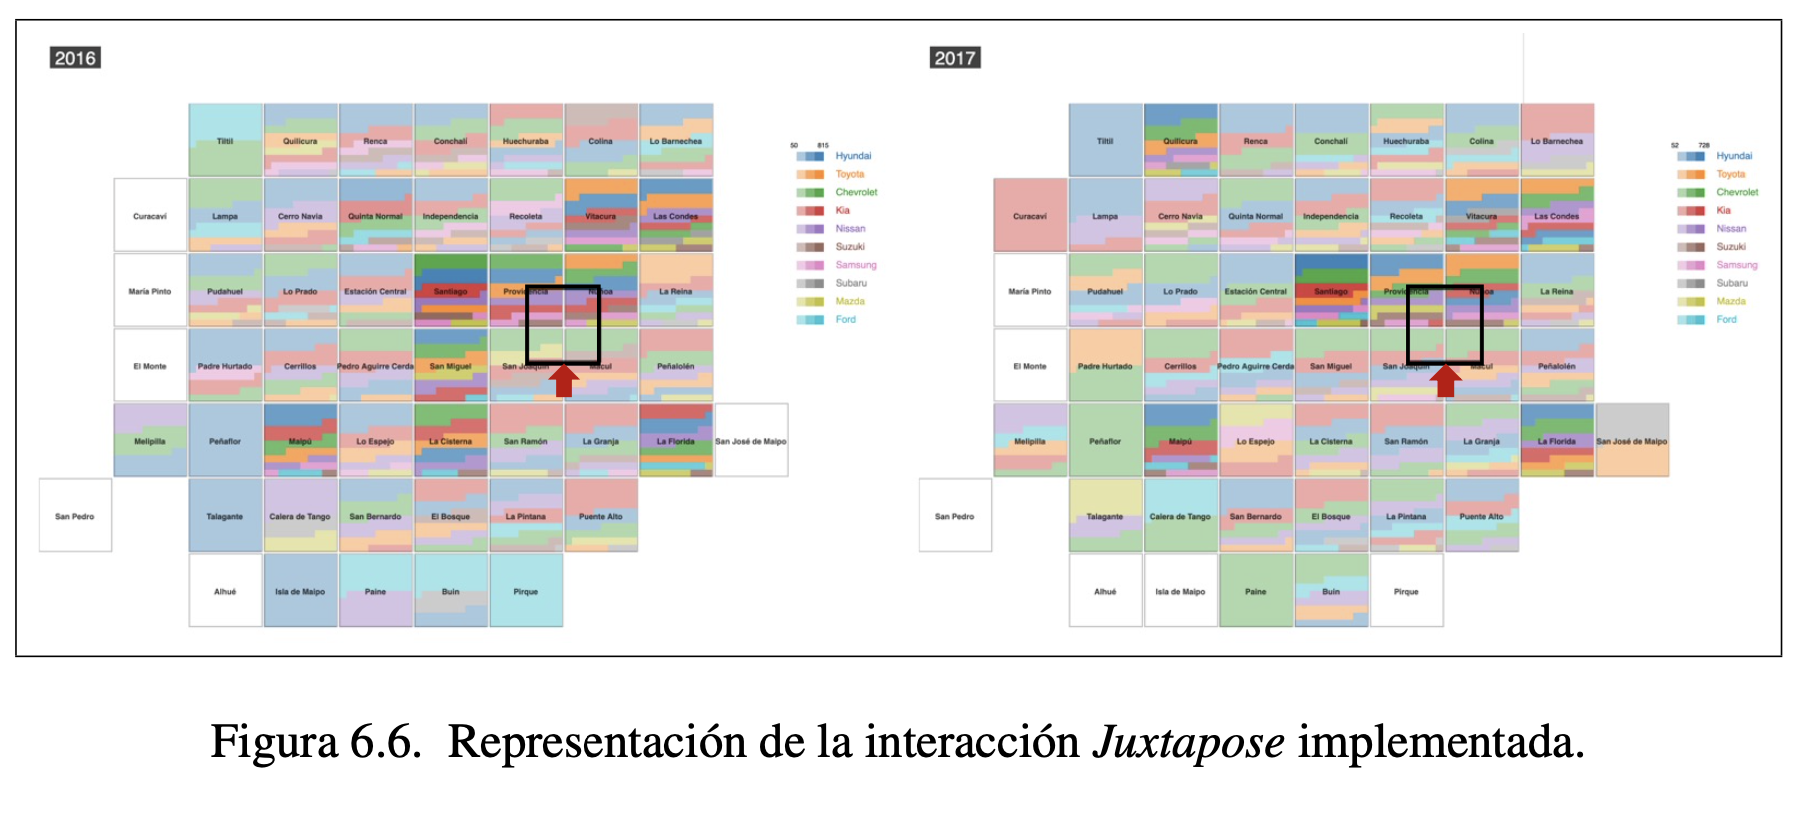 2016
Tiltil Quilicura Renca Conchalí Huechuraba Colina Lo Barnechea
Curacaví Lampa Cerro Navia Quinta Normal Independencia Recoleta Vitacura Las Condes
María Pinto Pudahuel Lo Prado Estación Central Santiago Providencia Ñuñoa La Reina
El Monte Padre Hurtado Cerrillos Pedro Aguirre Cerda San Miguel San Joaquín Macul Peñalolén
Melipilla Peñaflor Maipú Lo Espejo La Cisterna San Ramón La Granja La Florida San José de Maipo
San Pedro Talagante Calera de Tango San Bernardo El Bosque La Pintana Puente Alto
Alhué Isla de Maipo Paine Buin Pirque
50 815
Hyundai
Toyota
Chevrolet
Kia
Nissan
Suzuki
Samsung
Subaru
Mazda
Ford
2017
Tiltil Quilicura Renca Conchalí Huechuraba Colina Lo Barnechea
Curacaví Lampa Cerro Navia Quinta Normal Independencia Recoleta Vitacura Las Condes
María Pinto Pudahuel Lo Prado Estación Central Santiago Providencia Ñuñoa La Reina
El Monte Padre Hurtado Cerrillos Pedro Aguirre Cerda San Miguel San Joaquín Macul Peñalolén
Melipilla Peñaflor Maipú Lo Espejo La Cisterna San Ramón La Granja La Florida San José de Maipo
San Pedro Talagante Calera de Tango San Bernardo El Bosque La Pintana Puente Alto
Alhué Isla de Maipo Paine Buin Pirque
52 728
Hyundai
Toyota
Chevrolet
Kia
Nissan
Suzuki
Samsung
Subaru
Mazda
Ford
Figura 6.6. Representación de la interacción Juxtapose implementada.